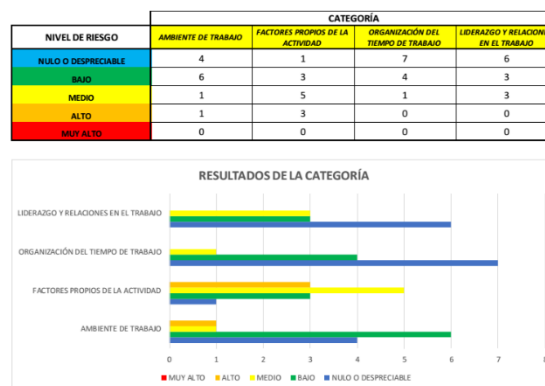 CATEGORÍA
NIVEL DE RIESGO AMBIENTE DE TRABAJO FACTORES PROPIOS DE LA ACTIVIDAD ORGANIZACIÓN DEL TIEMPO DE TRABAJO LIDERAZGO Y RELACIONES EN EL TRABAJO
NULO O DESPRECIABLE 4 1 7 6
BAJO 6 3 4 3
MEDIO 1 5 1 3
ALTO 1 3 0 0
MUY ALTO 0 0 0 0
RESULTADOS DE LA CATEGORÍA
LIDERAZGO Y RELACIONES EN EL TRABAJO
ORGANIZACIÓN DEL TIEMPO DE TRABAJO
FACTORES PROPIOS DE LA ACTIVIDAD
AMBIENTE DE TRABAJO
0 1 2 3 4 5 6 7 8
MUY ALTO ALTO MEDIO BAJO NULO O DESPRECIABLE